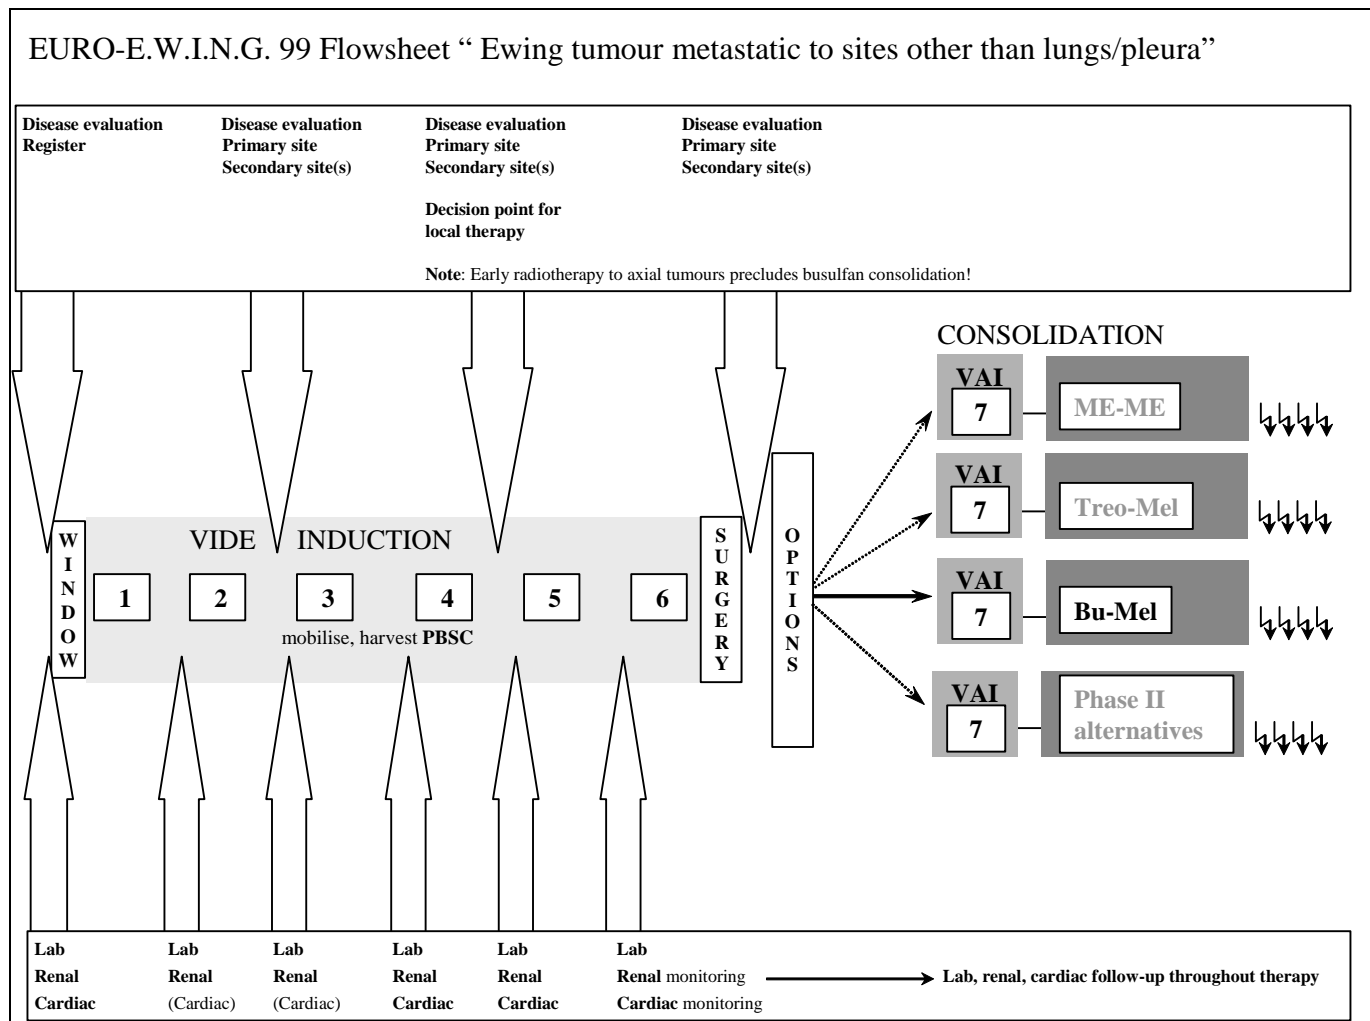 EURO-E.W.I.N.G. 99 Flowsheet “ Ewing tumour metastatic to sites other than lungs/pleura”
Disease evaluation
Register
Disease evaluation
Primary site
Secondary site(s)
Disease evaluation
Primary site
Secondary site(s)
Decision point for
local therapy
Note: Early radiotherapy to axial tumours precludes busulfan consolidation!
Disease evaluation
Primary site
Secondary site(s)
WINDOW
VIDE INDUCTION
1 2 3 4 5 6
mobilise, harvest PBSC
SURGERY
OPTIONS
CONSOLIDATION
VAI
7
ME-ME
VAI
7
Treo-Mel
VAI
7
Bu-Mel
VAI
7
Phase II
alternatives
Lab
Renal
Cardiac
Lab
Renal
(Cardiac)
Lab
Renal
(Cardiac)
Lab
Renal
Cardiac
Lab
Renal
Cardiac
Lab
Renal monitoring
Cardiac monitoring
Lab, renal, cardiac follow-up throughout therapy